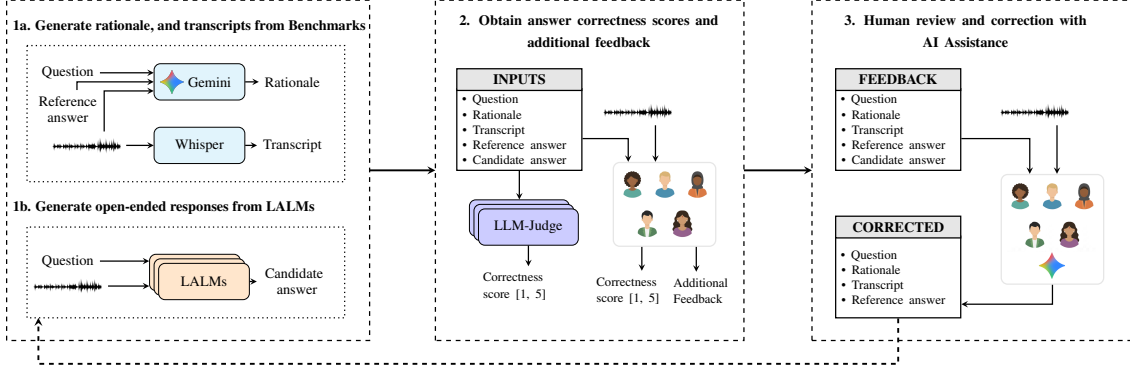 1a. Generate rationale, and transcripts from Benchmarks
Question
Reference
answer
Gemini
Rationale
Whisper
Transcript
1b. Generate open-ended responses from LALMs
Question
LALMs
Candidate
answer
2. Obtain answer correctness scores and
additional feedback
INPUTS
• Question
• Rationale
• Transcript
• Reference answer
• Candidate answer
LLM-Judge
Correctness
score [1, 5]
Correctness
score [1, 5]
Additional
Feedback
3. Human review and correction with
AI Assistance
FEEDBACK
• Question
• Rationale
• Transcript
• Reference answer
• Candidate answer
CORRECTED
• Question
• Rationale
• Transcript
• Reference answer